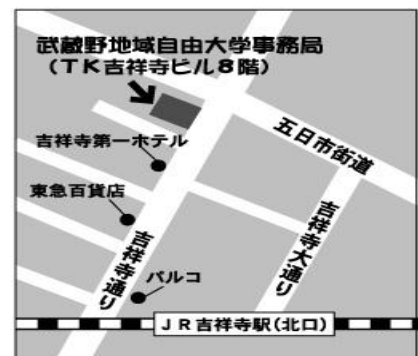 武蔵野地域自由大学事務局
（TK吉祥寺ビル8階）
吉祥寺第一ホテル
五日市街道
東急百貨店
吉祥寺大通り
吉祥寺通り
パルコ
JR吉祥寺駅（北口）